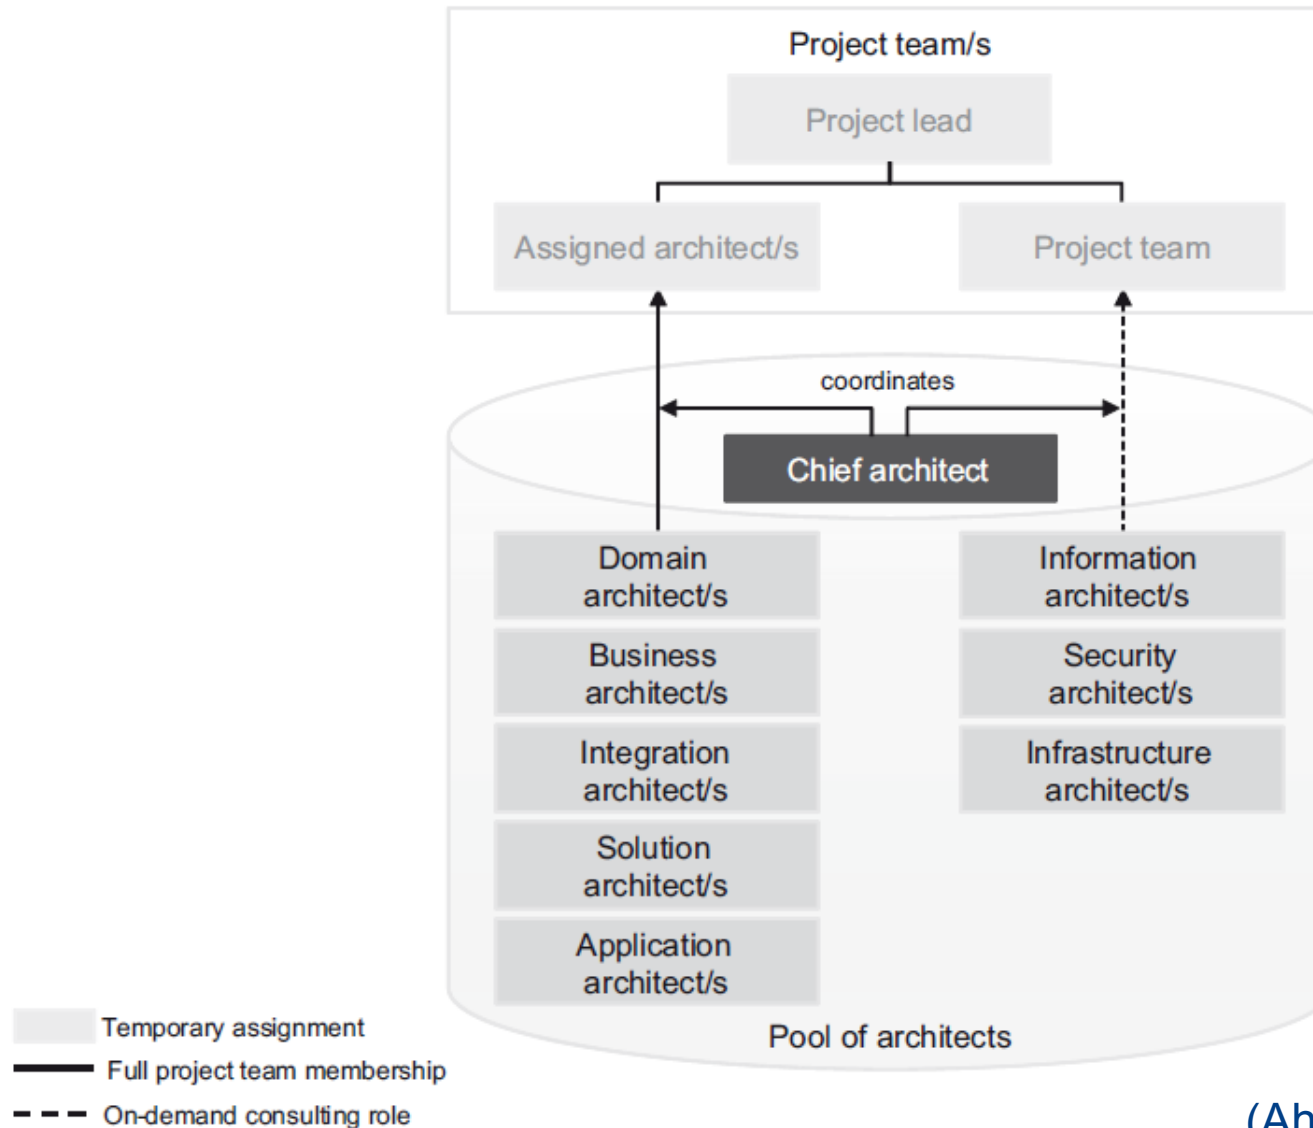 Project team/s
Project lead
Assigned architect/s
Project team
coordinates
Chief architect
Domain
architect/s
Information
architect/s
Business
architect/s
Security
architect/s
Integration
architect/s
Infrastructure
architect/s
Solution
architect/s
Application
architect/s
Pool of architects
Temporary assignment
Full project team membership
On-demand consulting role
(Ah